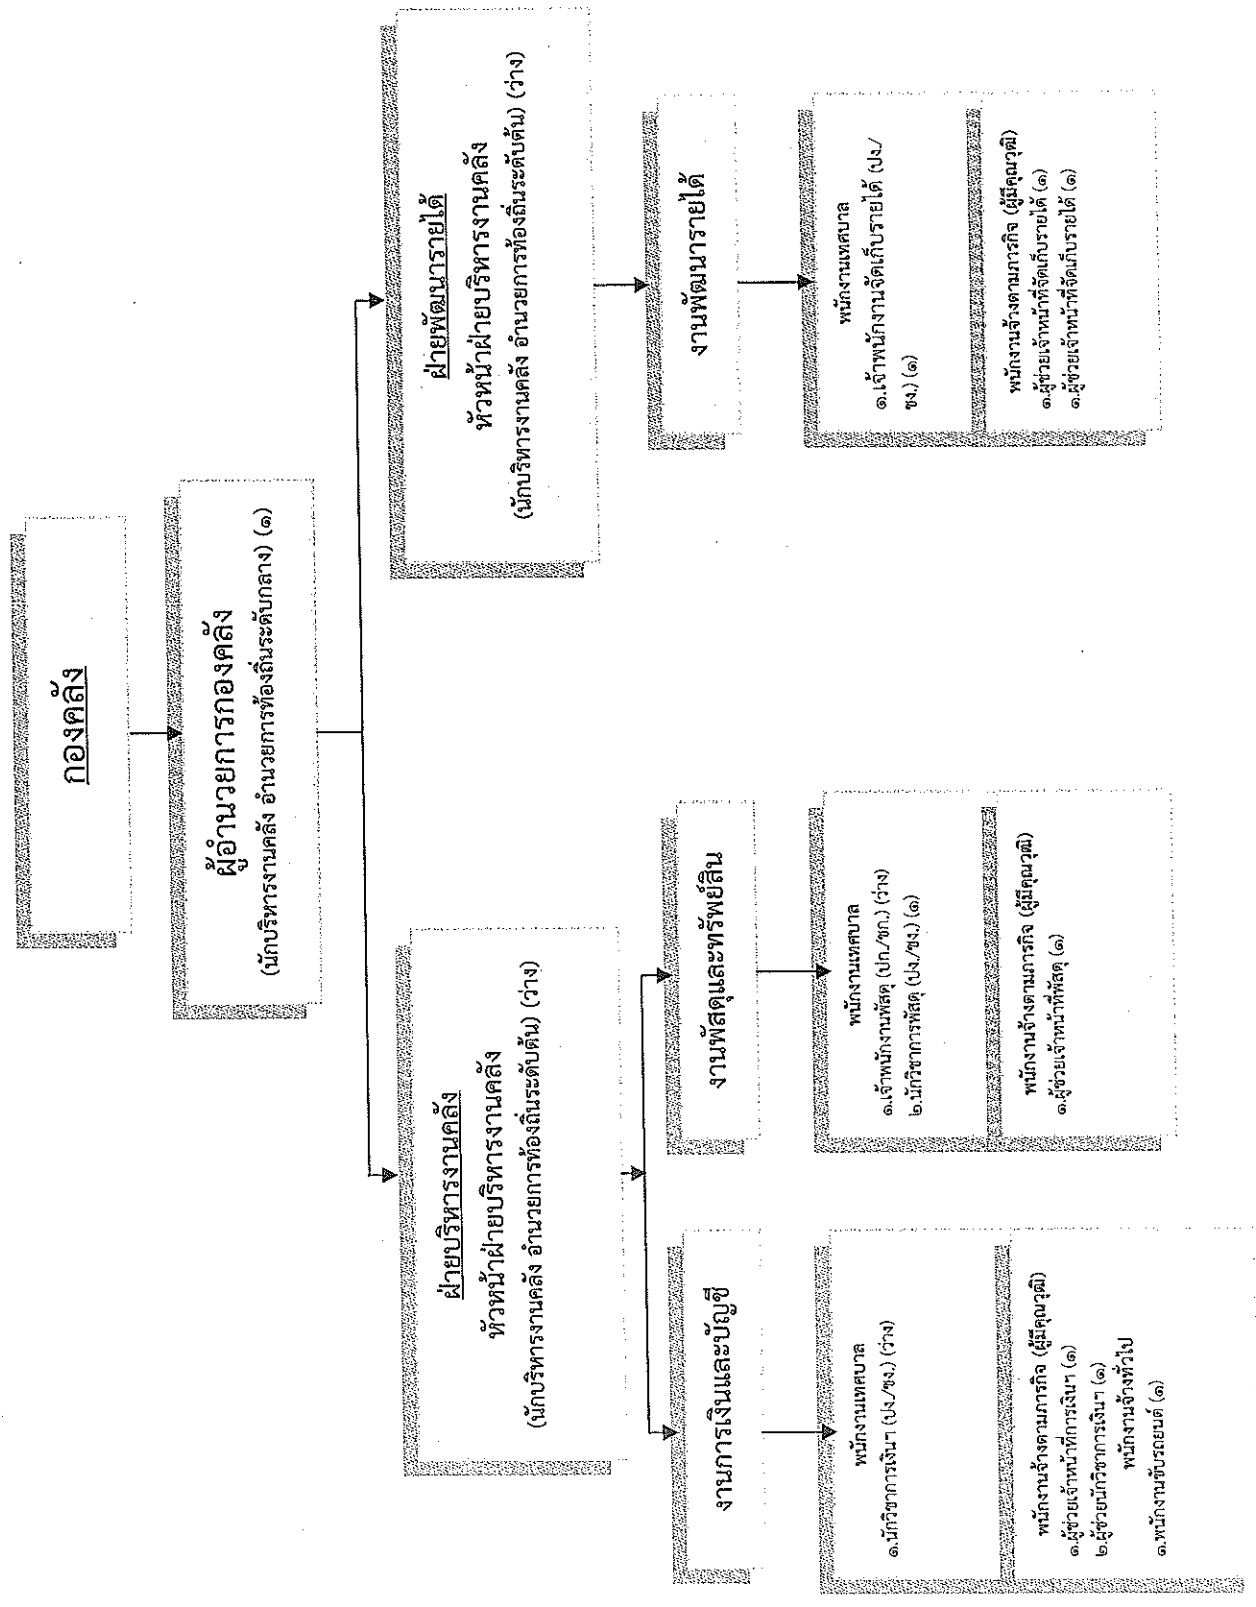 กองคลัง
ผู้อำนวยการกองคลัง
(นักบริหารงานคลัง อำนวยการท้องถิ่นระดับกลาง) (๑)
ฝ่ายบริหารงานคลัง
หัวหน้าฝ่ายบริหารงานคลัง
(นักบริหารงานคลัง อำนวยการท้องถิ่นระดับต้น) (ว่าง)
ฝ่ายพัฒนารายได้
หัวหน้าฝ่ายบริหารงานคลัง
(นักบริหารงานคลัง อำนวยการท้องถิ่นระดับต้น) (ว่าง)
งานการเงินและบัญชี
งานพัสดุและทรัพย์สิน
งานพัฒนารายได้
พนักงานเทศบาล
๑.นักวิชาการเงินฯ (ปง./ชง.) (ว่าง)
พนักงานจ้างตามภารกิจ (ผู้มีคุณวุฒิ)
๑.ผู้ช่วยเจ้าหน้าที่การเงินฯ (๑)
๒.ผู้ช่วยนักวิชาการเงินฯ (๑)
พนักงานจ้างทั่วไป
๑.พนักงานขับรถยนต์ (๑)
พนักงานเทศบาล
๑.เจ้าพนักงานพัสดุ (ปก./ชก.) (ว่าง)
๒.นักวิชาการพัสดุ (ปง./ชง.) (๑)
พนักงานจ้างตามภารกิจ (ผู้มีคุณวุฒิ)
๑.ผู้ช่วยเจ้าหน้าที่พัสดุ (๑)
พนักงานเทศบาล
๑.เจ้าพนักงานจัดเก็บรายได้ (ปง./
ชง.) (๑)
พนักงานจ้างตามภารกิจ (ผู้มีคุณวุฒิ)
๑.ผู้ช่วยเจ้าหน้าที่จัดเก็บรายได้ (๑)
๑.ผู้ช่วยเจ้าหน้าที่จัดเก็บรายได้ (๑)